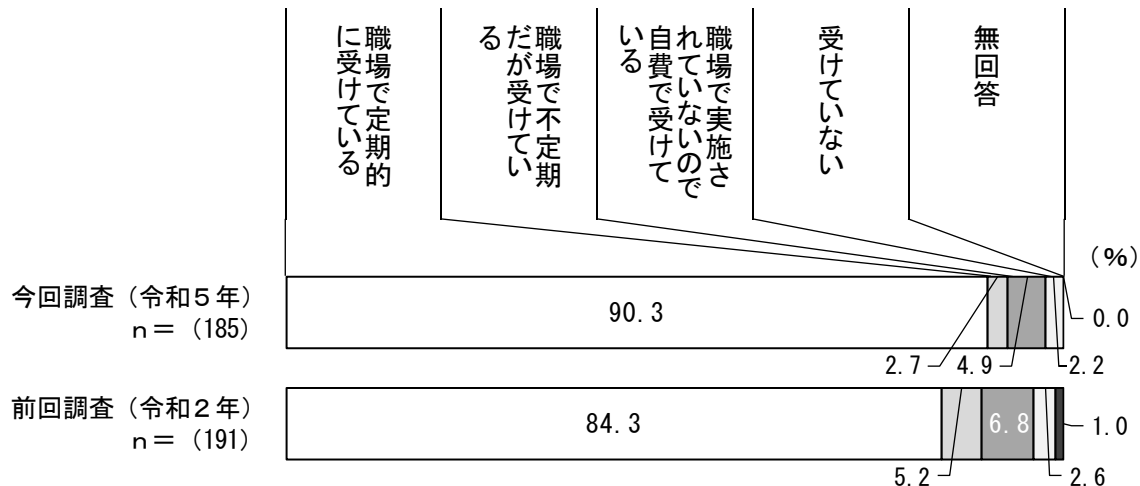 職場で定期的
に受けている
職場で不定期
だが受けてい
る
職場で実施さ
れていないので
自費で受けて
いる
受けていない
無回答
（％）
今回調査（令和５年）
ｎ＝（185）
90.3
2.7
4.9
2.2
0.0
前回調査（令和２年）
ｎ＝（191）
84.3
5.2
6.8
2.6
1.0